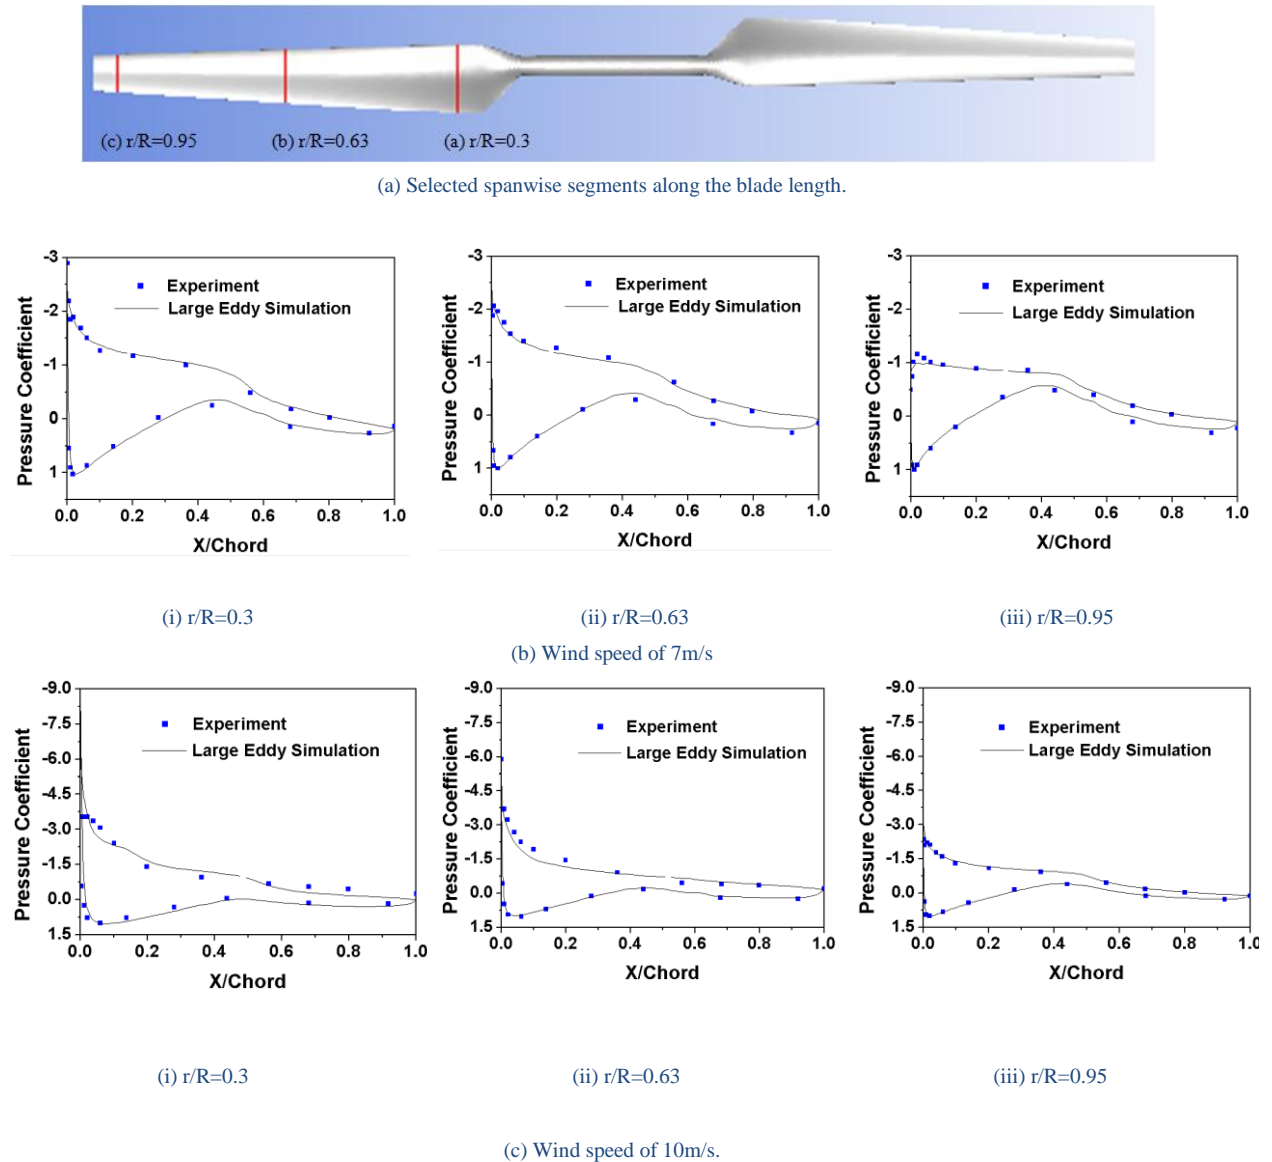 (c) r/R=0.95 (b) r/R=0.63 (a) r/R=0.3
(a) Selected spanwise segments along the blade length.
-3
-2
-1
0
1
Pressure Coefficient
Experiment
Large Eddy Simulation
0.0 0.2 0.4 0.6 0.8 1.0
X/Chord
-3
-2
-1
0
1
Pressure Coefficient
Experiment
Large Eddy Simulation
0.0 0.2 0.4 0.6 0.8 1.0
X/Chord
-3
-2
-1
0
1
Pressure Coefficient
Experiment
Large Eddy Simulation
0.0 0.2 0.4 0.6 0.8 1.0
X/Chord
(i) r/R=0.3 (ii) r/R=0.63 (iii) r/R=0.95
(b) Wind speed of 7m/s
-9.0
-7.5
-6.0
-4.5
-3.0
-1.5
0.0
1.5
Pressure Coefficient
Experiment
Large Eddy Simulation
0.0 0.2 0.4 0.6 0.8 1.0
X/Chord
-9.0
-7.5
-6.0
-4.5
-3.0
-1.5
0.0
1.5
Pressure Coefficient
Experiment
Large Eddy Simulation
0.0 0.2 0.4 0.6 0.8 1.0
X/Chord
-9.0
-7.5
-6.0
-4.5
-3.0
-1.5
0.0
1.5
Pressure Coefficient
Experiment
Large Eddy Simulation
0.0 0.2 0.4 0.6 0.8 1.0
X/Chord
(i) r/R=0.3 (ii) r/R=0.63 (iii) r/R=0.95
(c) Wind speed of 10m/s.